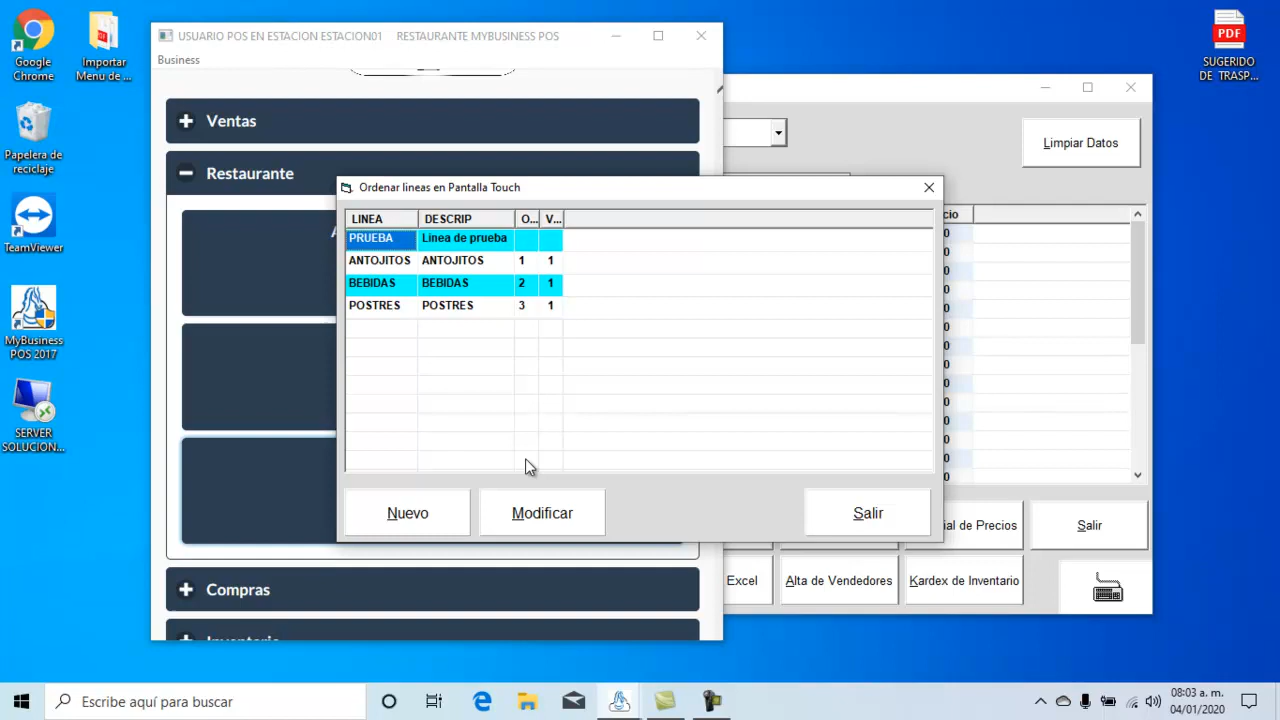 Google
Chrome
Importar
Menu de ...
Papelera de
reciclaje
TeamViewer
MyBusiness
POS 2017
SERVER
SOLUCION...
PDF
SUGERIDO
DE TRASP...
USUARIO POS EN ESTACION ESTACION01 RESTAURANTE MYBUSINESS POS
Business
Ventas
Restaurante
Compras
Limpiar Datos
cio
Ordenar lineas en Pantalla Touch
LINEA DESCRIP O... V...
PRUEBA Linea de prueba
ANTOJITOS ANTOJITOS 1 1
BEBIDAS BEBIDAS 2 1
POSTRES POSTRES 3 1
Nuevo Modificar Salir
ial de Precios Salir
Excel Alta de Vendedores Kardex de Inventario
Escribe aquí para buscar
08:03 a. m.
04/01/2020